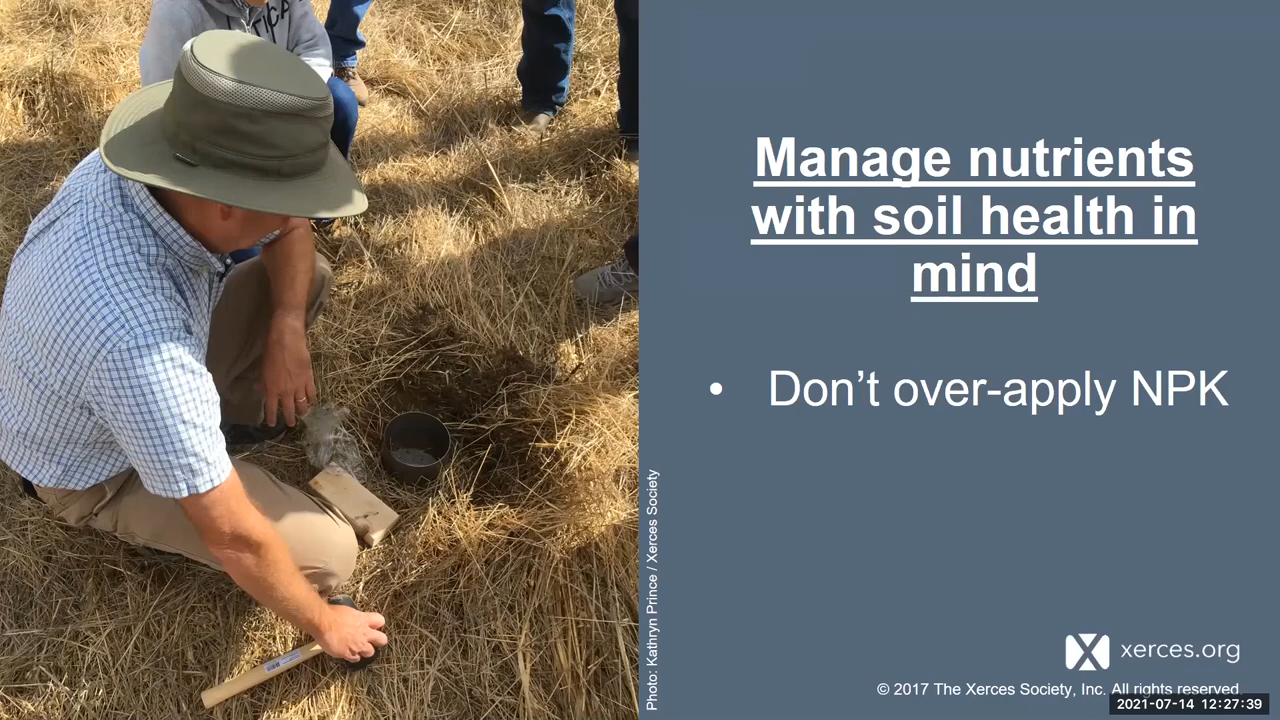 Manage nutrients
with soil health in
mind
• Don't over-apply NPK
Photo: Kathryn Prince / Xerces Society
xerces.org
© 2017 The Xerces Society, Inc. All rights reserved.
2021-07-14 12:27:39